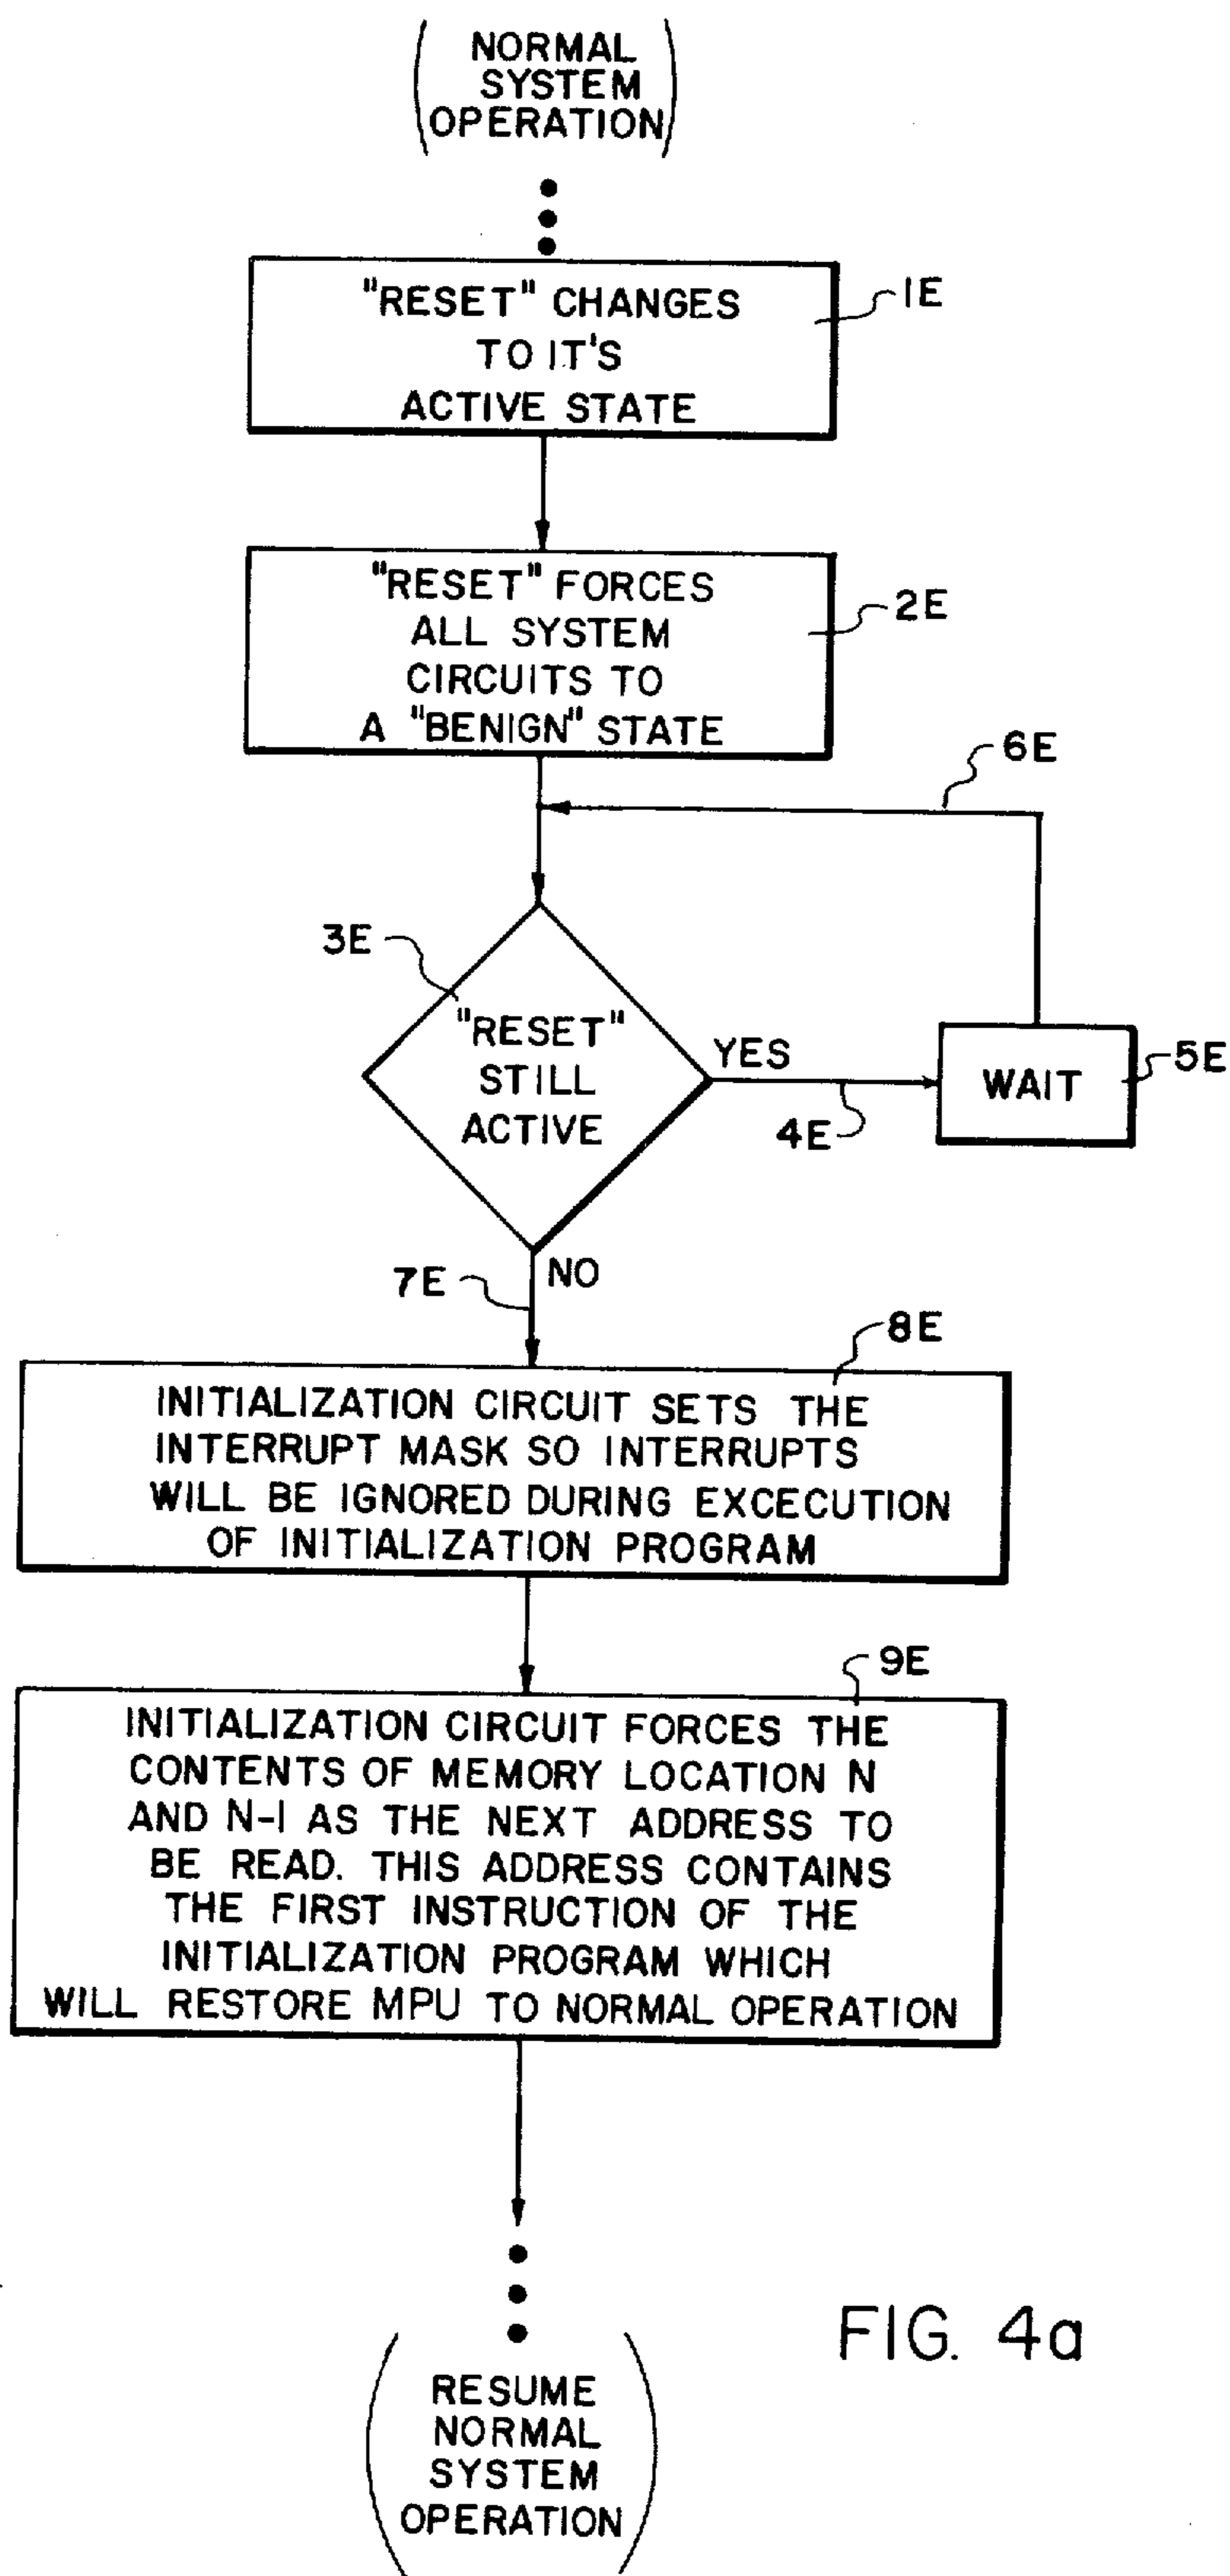 NORMAL
SYSTEM
OPERATION
"RESET" CHANGES
TO IT'S
ACTIVE STATE
1E
"RESET" FORCES
ALL SYSTEM
CIRCUITS TO
A "BENIGN" STATE
2E
6E
3E
"RESET"
STILL
ACTIVE
YES
4E
WAIT
5E
7E
NO
8E
INITIALIZATION CIRCUIT SETS THE
INTERRUPT MASK SO INTERRUPTS
WILL BE IGNORED DURING EXCECUTION
OF INITIALIZATION PROGRAM
9E
INITIALIZATION CIRCUIT FORCES THE
CONTENTS OF MEMORY LOCATION N
AND N-1 AS THE NEXT ADDRESS TO
BE READ. THIS ADDRESS CONTAINS
THE FIRST INSTRUCTION OF THE
INITIALIZATION PROGRAM WHICH
WILL RESTORE MPU TO NORMAL OPERATION
FIG. 4a
RESUME
NORMAL
SYSTEM
OPERATION